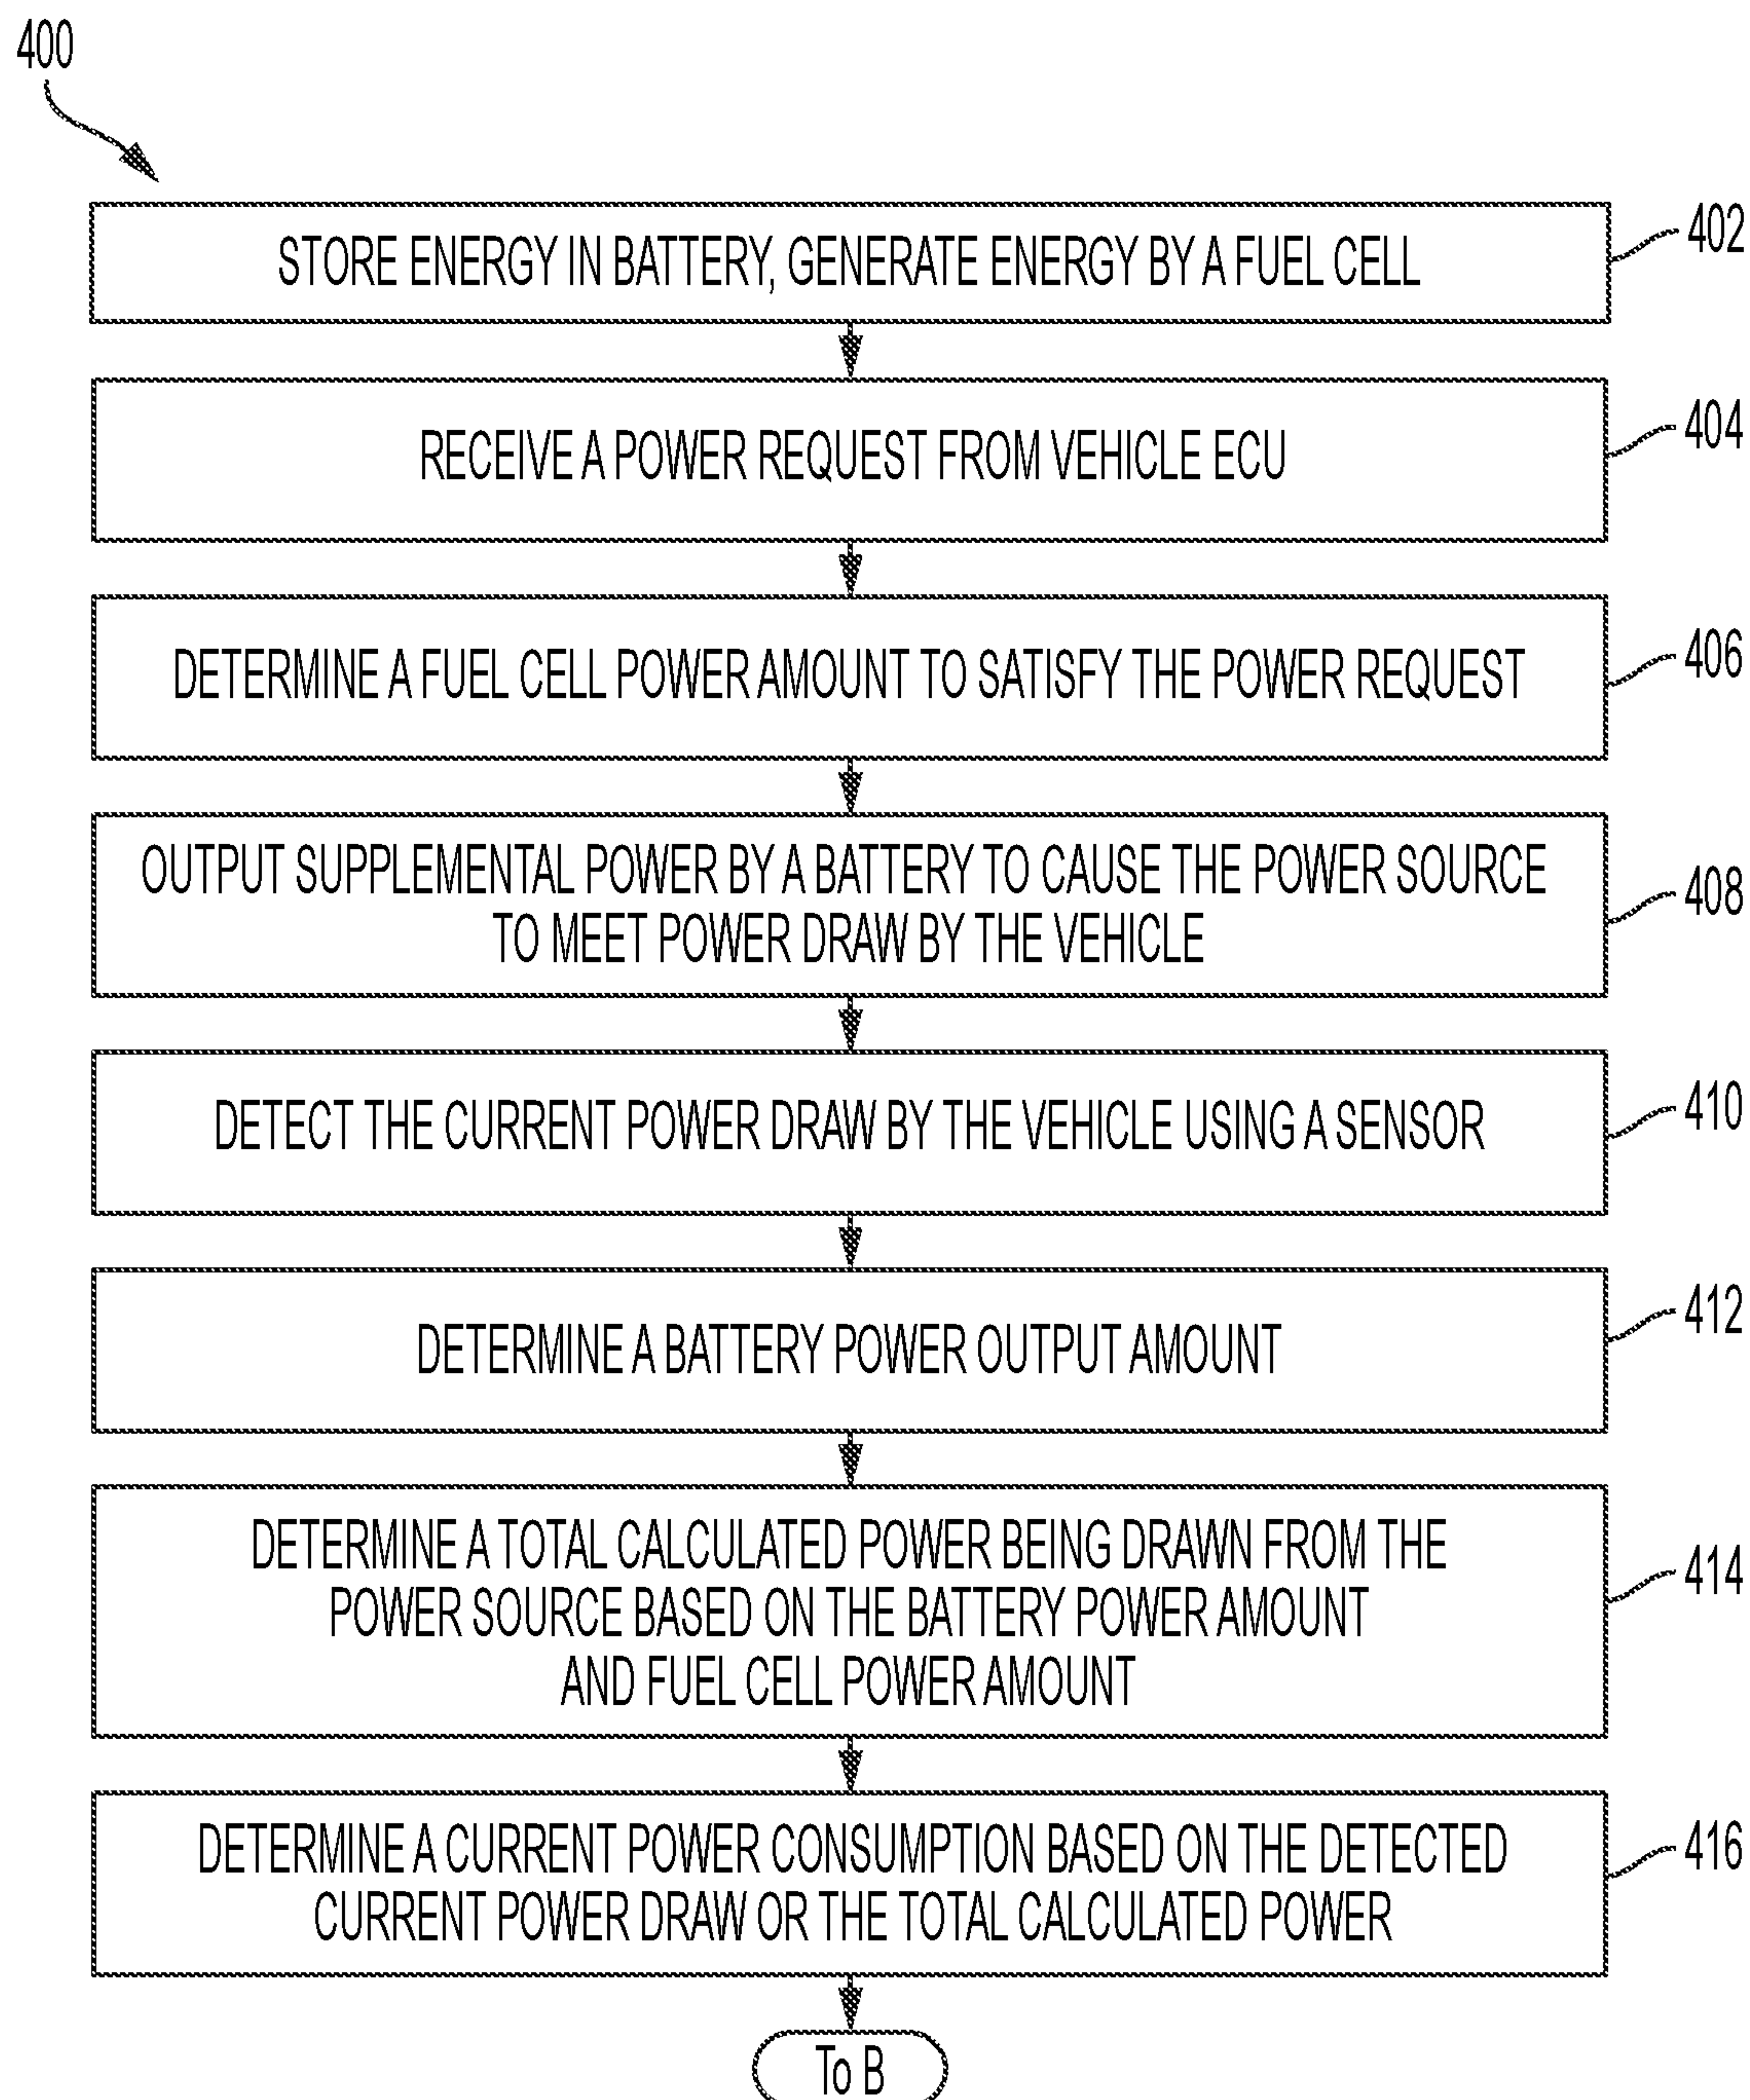 400
STORE ENERGY IN BATTERY, GENERATE ENERGY BY A FUEL CELL
402
RECEIVE A POWER REQUEST FROM VEHICLE ECU
404
DETERMINE A FUEL CELL POWER AMOUNT TO SATISFY THE POWER REQUEST
406
OUTPUT SUPPLEMENTAL POWER BY A BATTERY TO CAUSE THE POWER SOURCE
TO MEET POWER DRAW BY THE VEHICLE
408
DETECT THE CURRENT POWER DRAW BY THE VEHICLE USING A SENSOR
410
DETERMINE A BATTERY POWER OUTPUT AMOUNT
412
DETERMINE A TOTAL CALCULATED POWER BEING DRAWN FROM THE
POWER SOURCE BASED ON THE BATTERY POWER AMOUNT
AND FUEL CELL POWER AMOUNT
414
DETERMINE A CURRENT POWER CONSUMPTION BASED ON THE DETECTED
CURRENT POWER DRAW OR THE TOTAL CALCULATED POWER
416
To B